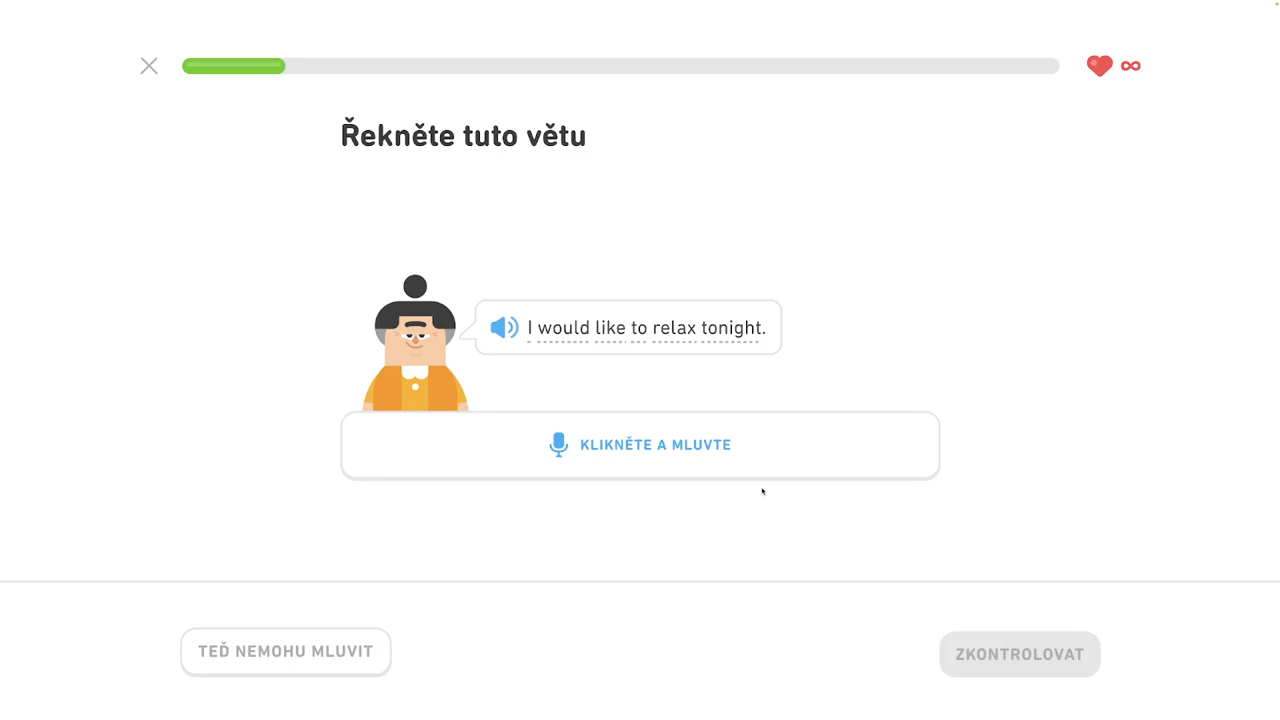 ∞
Řekněte tuto větu
I would like to relax tonight.
KLIKNĚTE A MLUVTE
TEĎ NEMOHU MLUVIT
ZKONTROLOVAT